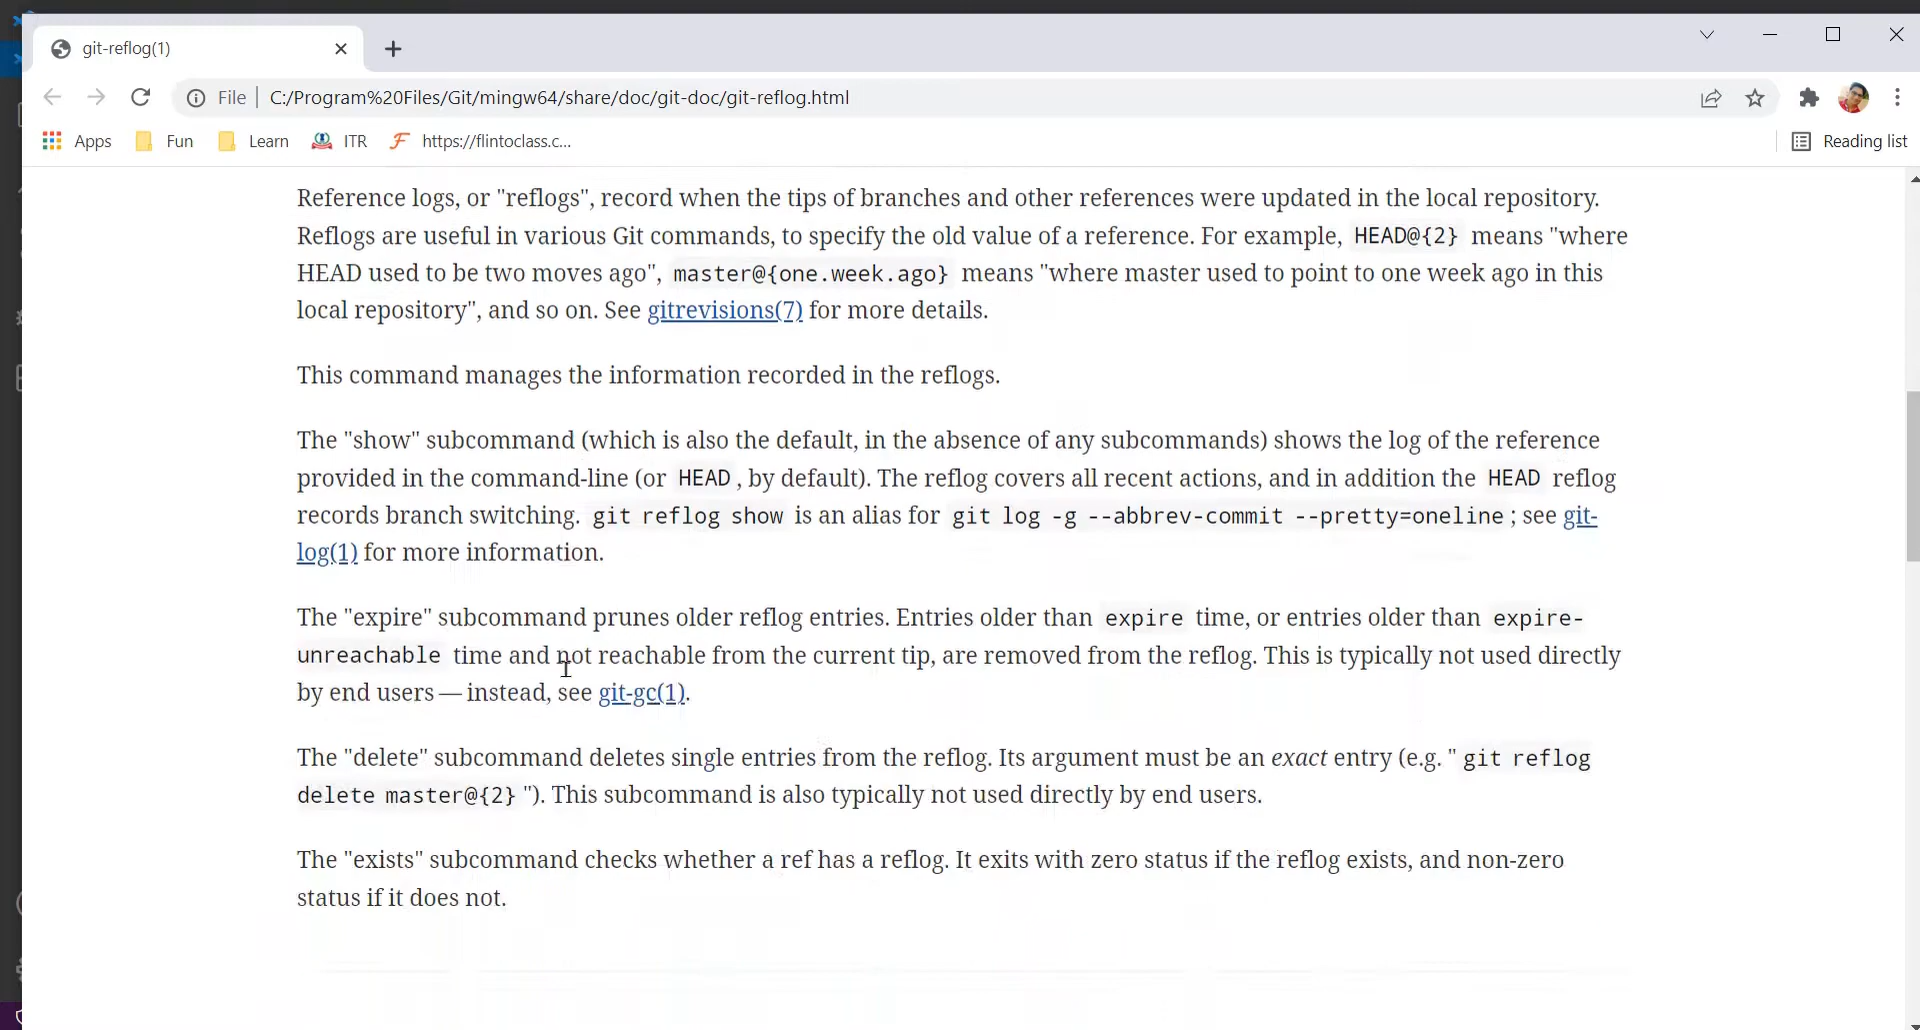 git-reflog(1)
File | C:/Program%20Files/Git/mingw64/share/doc/git-doc/git-reflog.html
Apps Fun Learn ITR https://flintoclass.c... Reading list
Reference logs, or "reflogs", record when the tips of branches and other references were updated in the local repository.
Reflogs are useful in various Git commands, to specify the old value of a reference. For example, HEAD@{2} means "where
HEAD used to be two moves ago", master@{one.week.ago} means "where master used to point to one week ago in this
local repository", and so on. See gitrevisions(7) for more details.
This command manages the information recorded in the reflogs.
The "show" subcommand (which is also the default, in the absence of any subcommands) shows the log of the reference
provided in the command-line (or HEAD, by default). The reflog covers all recent actions, and in addition the HEAD reflog
records branch switching. git reflog show is an alias for git log -g --abbrev-commit --pretty=oneline; see git-
log(1) for more information.
The "expire" subcommand prunes older reflog entries. Entries older than expire time, or entries older than expire-
unreachable time and not reachable from the current tip, are removed from the reflog. This is typically not used directly
by end users — instead, see git-gc(1).
The "delete" subcommand deletes single entries from the reflog. Its argument must be an exact entry (e.g. "git reflog
delete master@{2}"). This subcommand is also typically not used directly by end users.
The "exists" subcommand checks whether a ref has a reflog. It exits with zero status if the reflog exists, and non-zero
status if it does not.